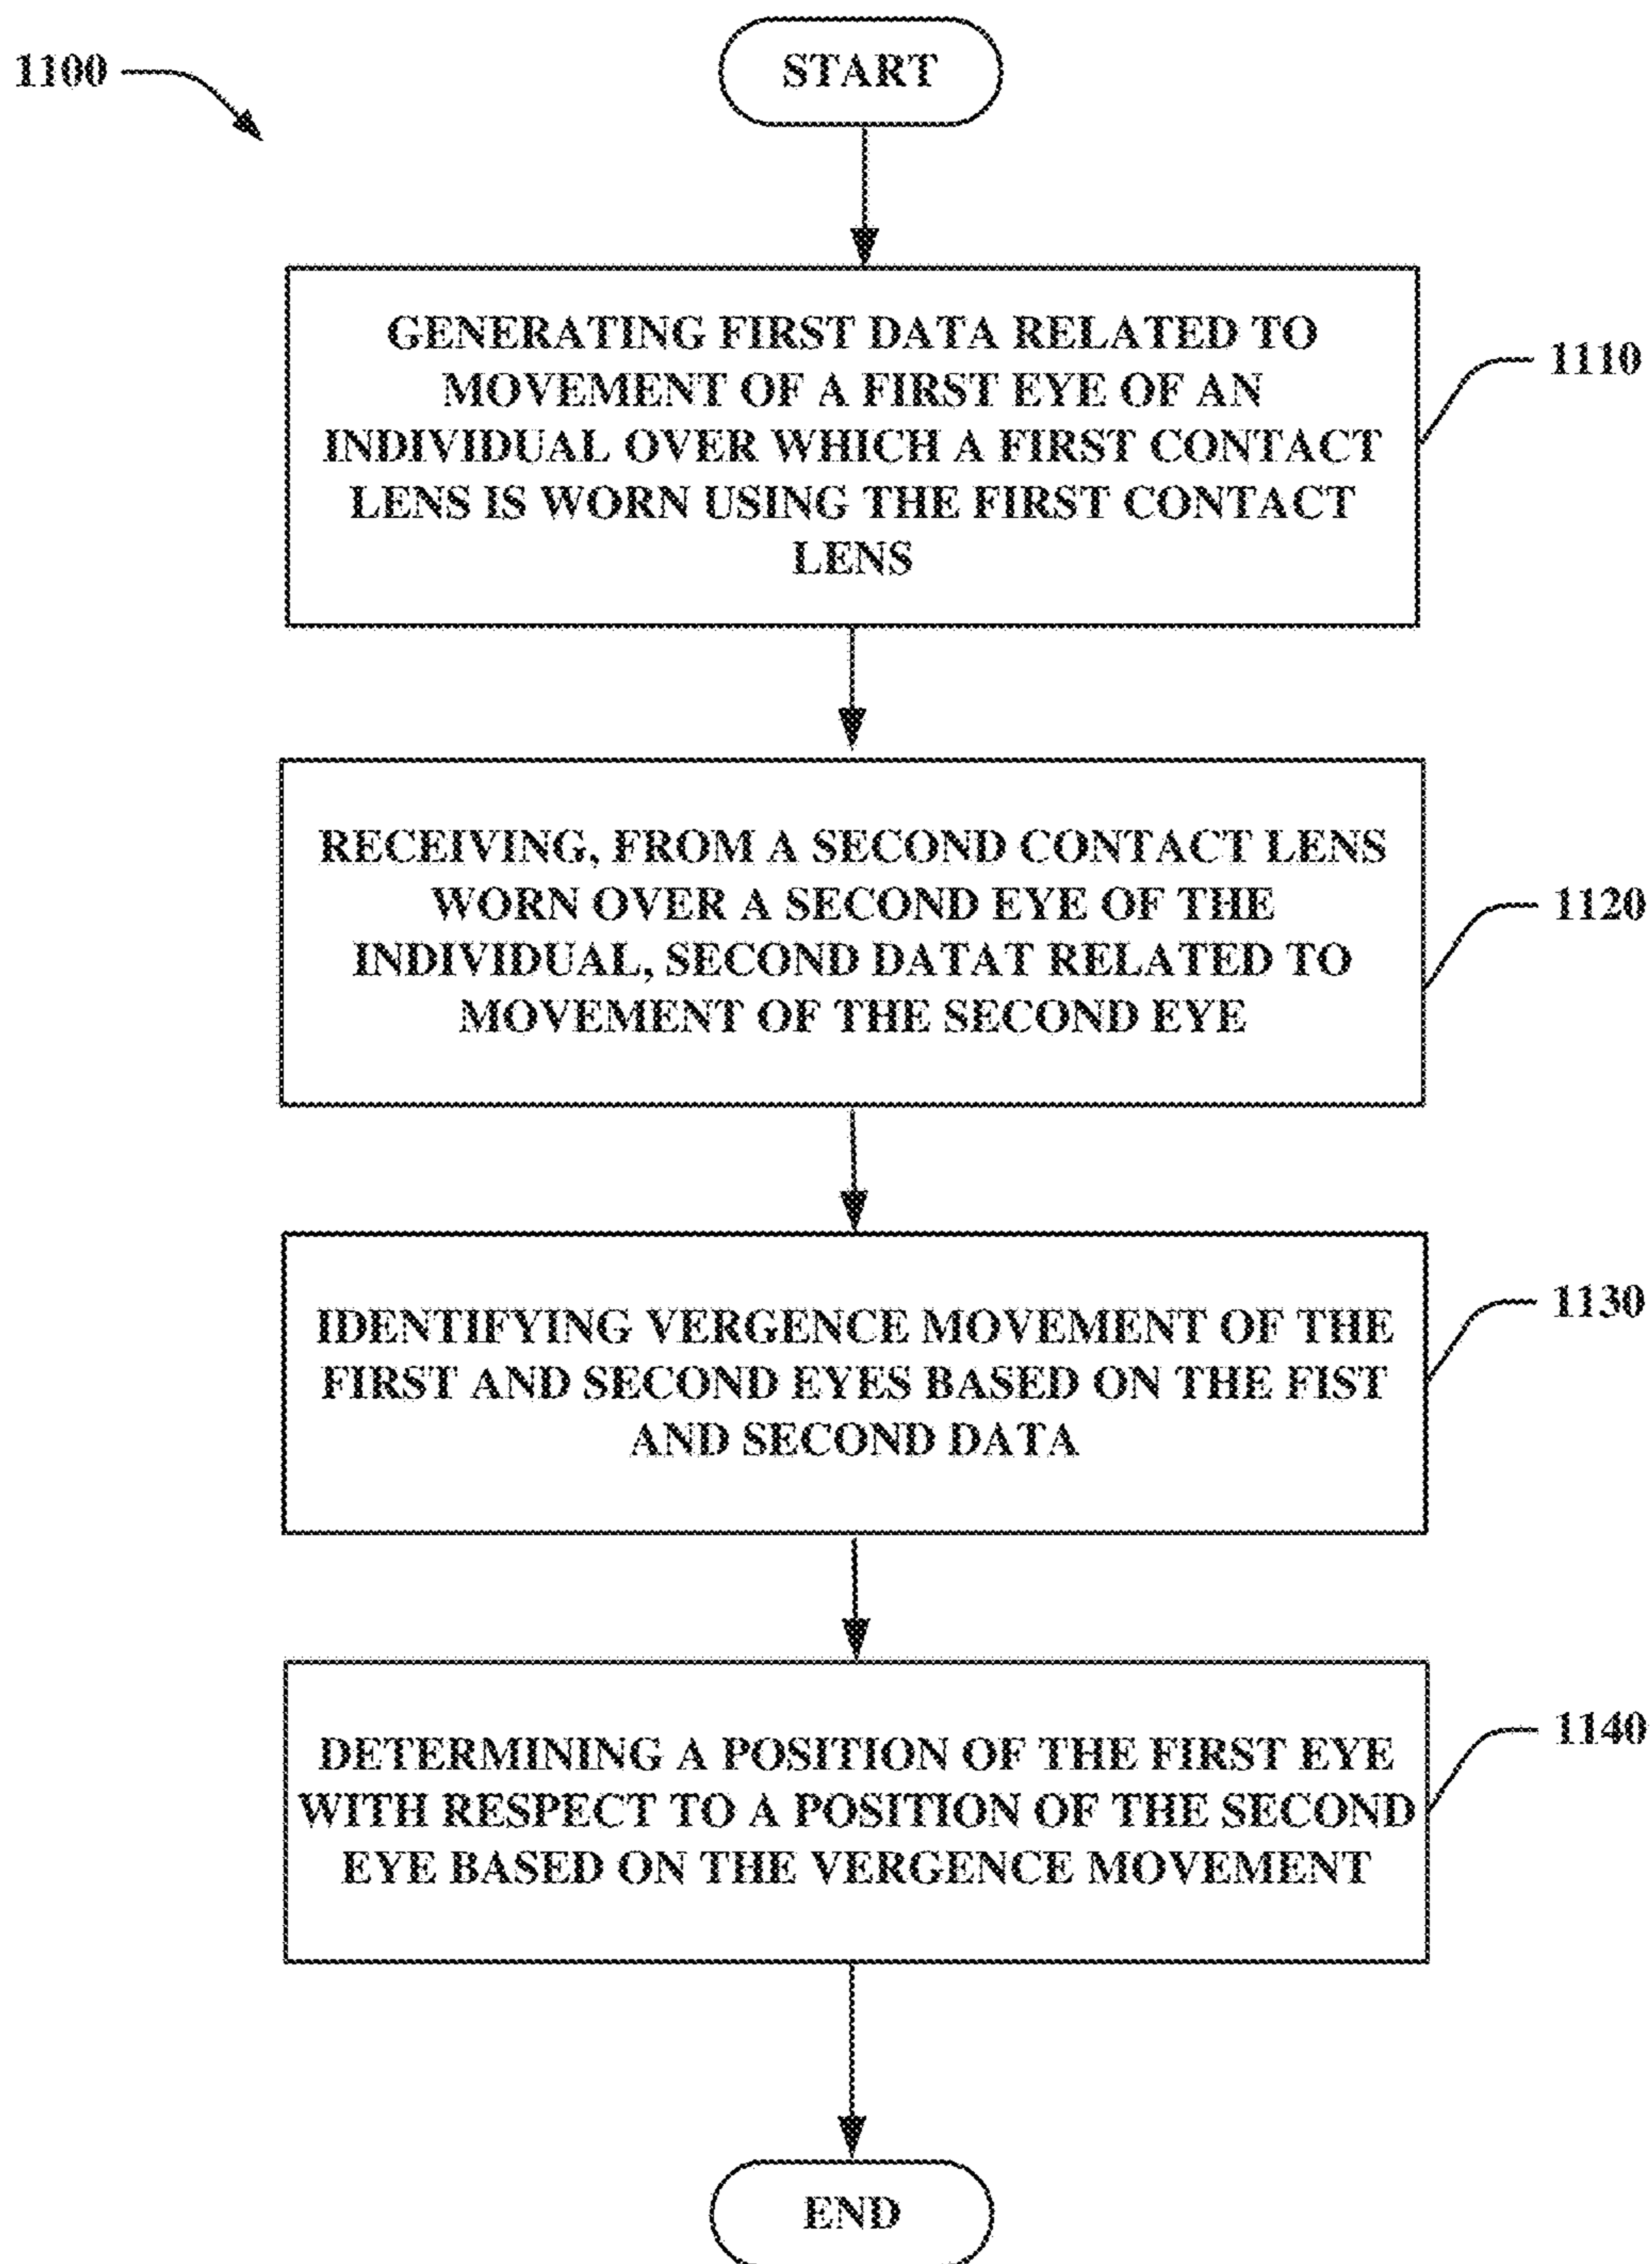 1100
START
GENERATING FIRST DATA RELATED TO
MOVEMENT OF A FIRST EYE OF AN
INDIVIDUAL OVER WHICH A FIRST CONTACT
LENS IS WORN USING THE FIRST CONTACT
LENS
1110
RECEIVING, FROM A SECOND CONTACT LENS
WORN OVER A SECOND EYE OF THE
INDIVIDUAL, SECOND DATAT RELATED TO
MOVEMENT OF THE SECOND EYE
1120
IDENTIFYING VERGENCE MOVEMENT OF THE
FIRST AND SECOND EYES BASED ON THE FIST
AND SECOND DATA
1130
DETERMINING A POSITION OF THE FIRST EYE
WITH RESPECT TO A POSITION OF THE SECOND
EYE BASED ON THE VERGENCE MOVEMENT
1140
END